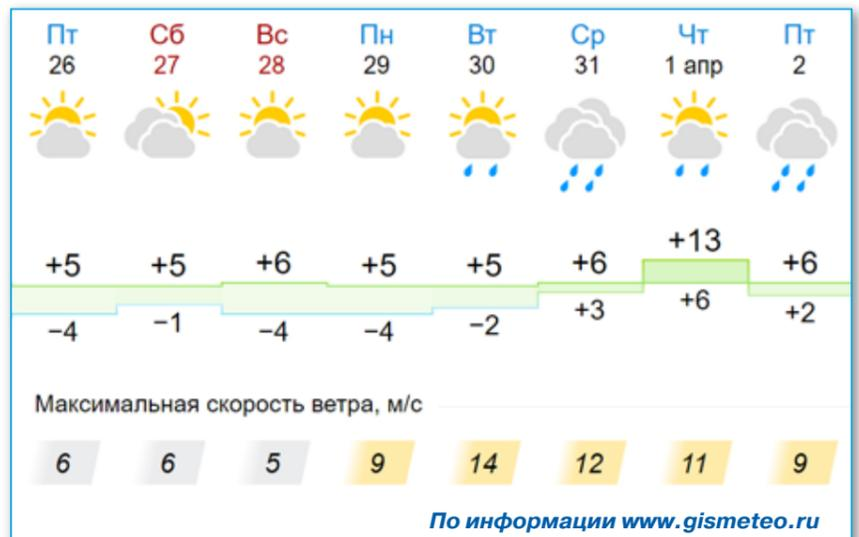 Пт Сб Вс Пн Вт Ср Чт Пт
26 27 28 29 30 31 1 апр 2
+5 +5 +6 +5 +5 +6 +13 +6
−4 −1 −4 −4 −2 +3 +6 +2
Максимальная скорость ветра, м/с
6 6 5 9 14 12 11 9
По информации www.gismeteo.ru